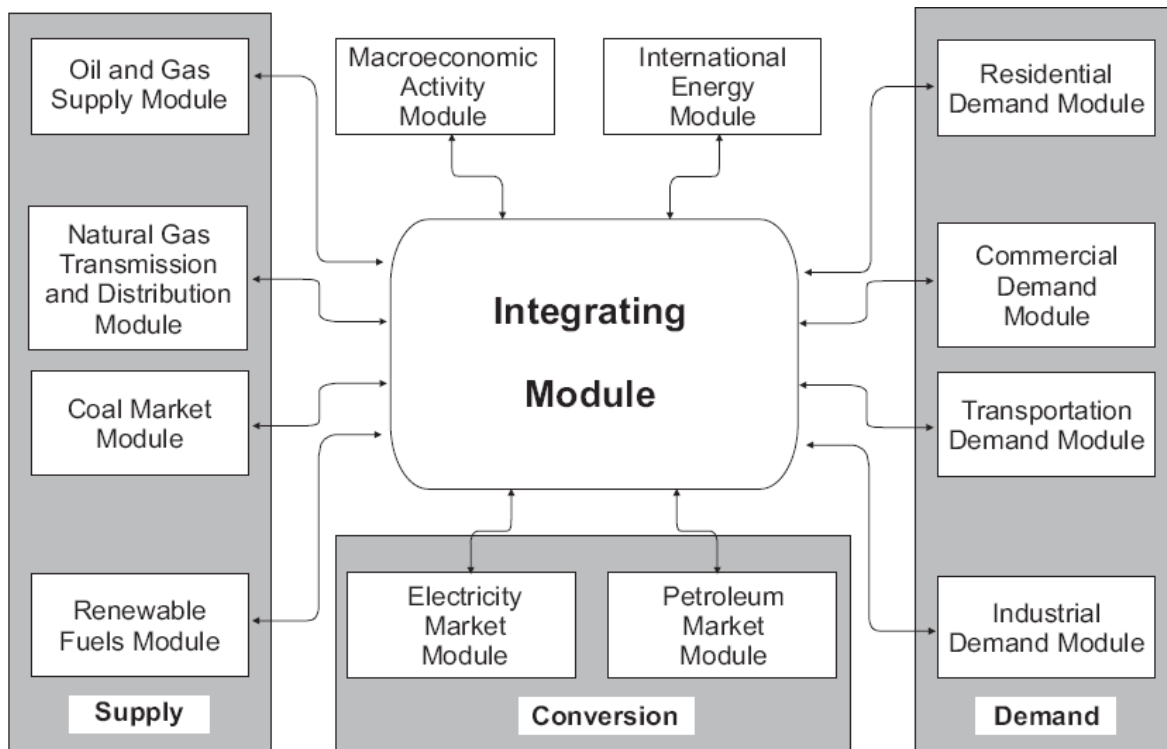 Oil and Gas
Supply Module
Natural Gas
Transmission
and Distribution
Module
Coal Market
Module
Renewable
Fuels Module
Supply
Macroeconomic
Activity
Module
International
Energy
Module
Integrating
Module
Electricity
Market
Module
Petroleum
Market
Module
Conversion
Residential
Demand Module
Commercial
Demand
Module
Transportation
Demand Module
Industrial
Demand Module
Demand